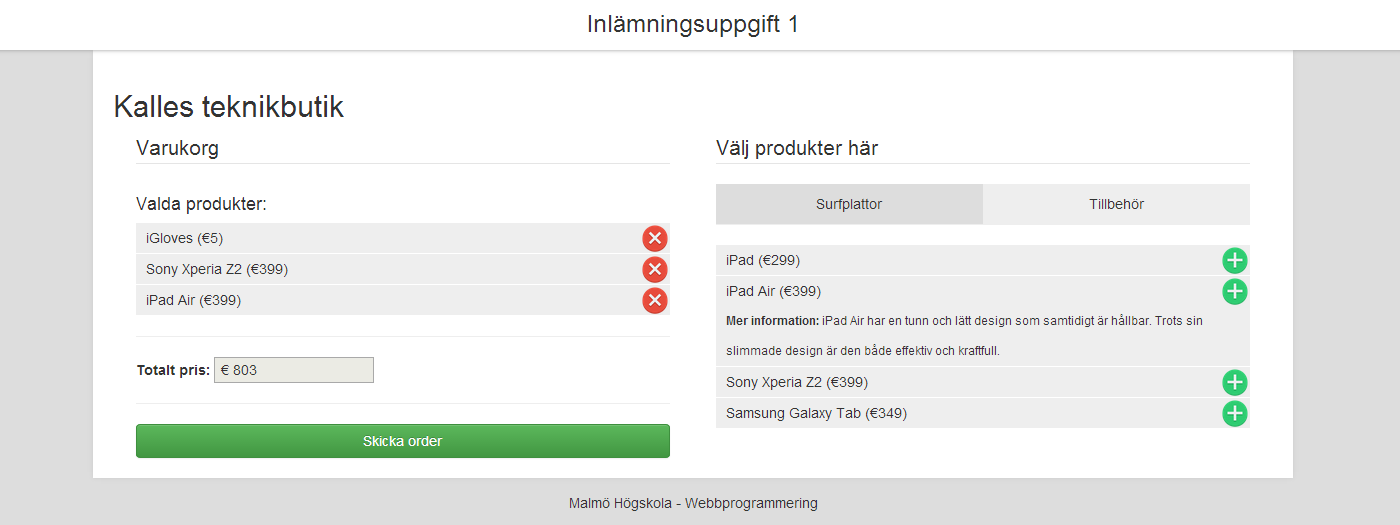 Inlämningsuppgift 1
Kalles teknikbutik
Varukorg
Valda produkter:
iGloves (€5)
Sony Xperia Z2 (€399)
iPad Air (€399)
Totalt pris: € 803
Skicka order
Välj produkter här
Surfplattor
Tillbehör
iPad (€299)
iPad Air (€399)
Mer information: iPad Air har en tunn och lätt design som samtidigt är hållbar. Trots sin
slimmade design är den både effektiv och kraftfull.
Sony Xperia Z2 (€399)
Samsung Galaxy Tab (€349)
Malmö Högskola - Webbprogrammering